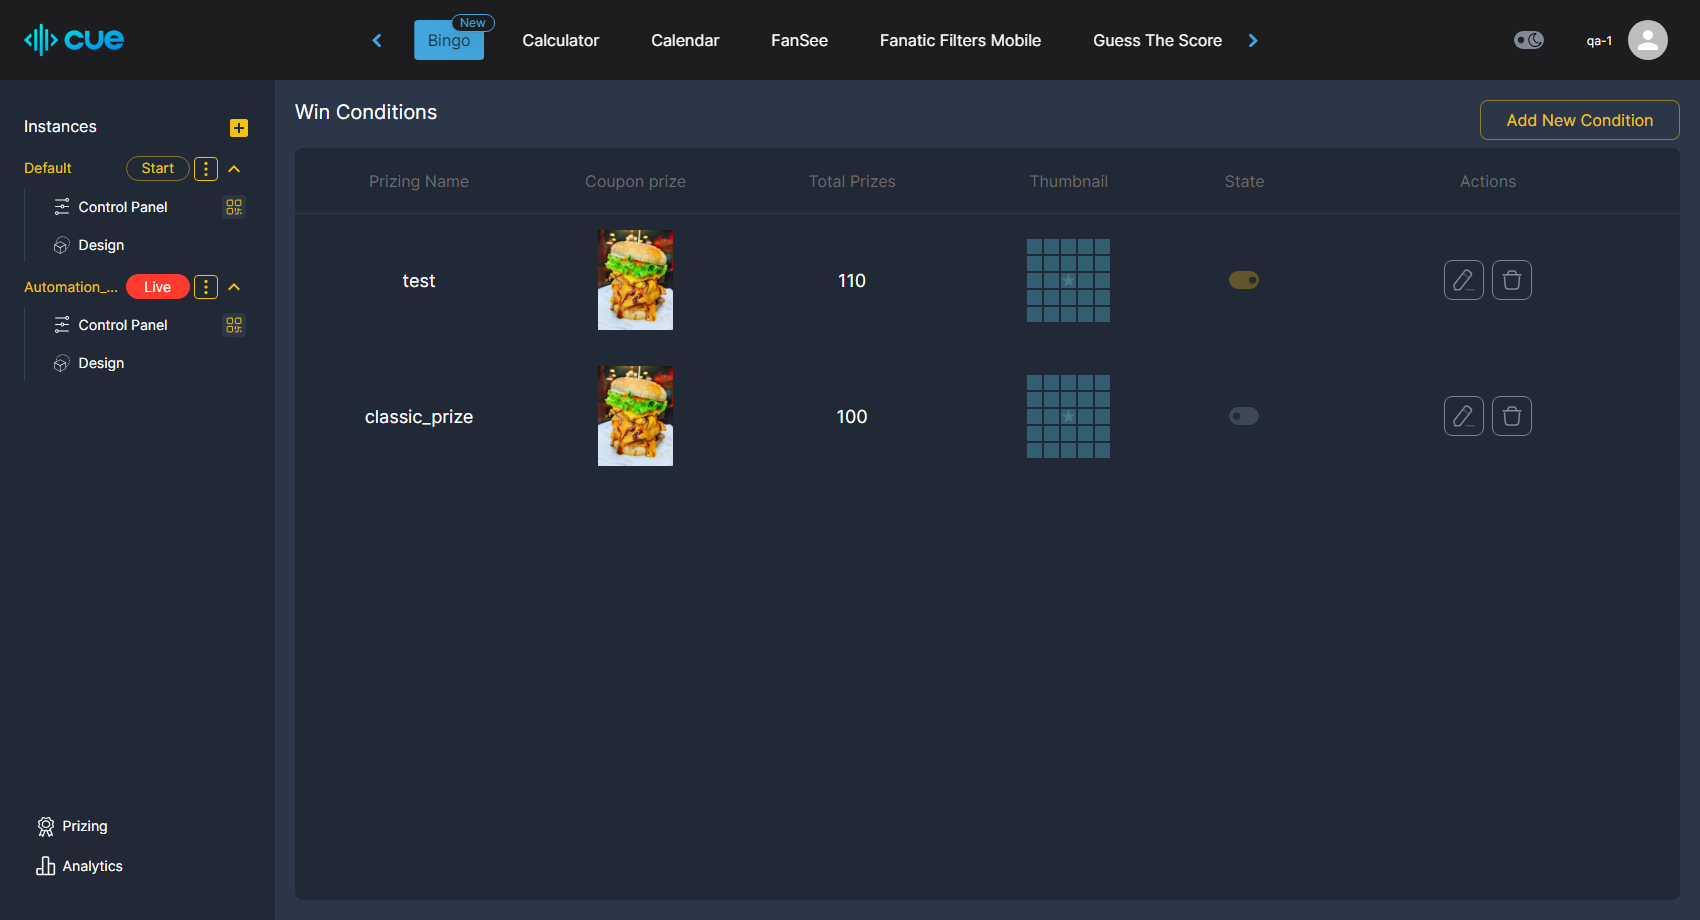 cue
New
Bingo
Calculator
Calendar
FanSee
Fanatic Filters Mobile
Guess The Score
qa-1
Instances
Default
Start
Control Panel
Design
Automation_...
Live
Control Panel
Design
Prizing
Analytics
Win Conditions
Add New Condition
Prizing Name Coupon prize Total Prizes Thumbnail State Actions
test 110
classic_prize 100